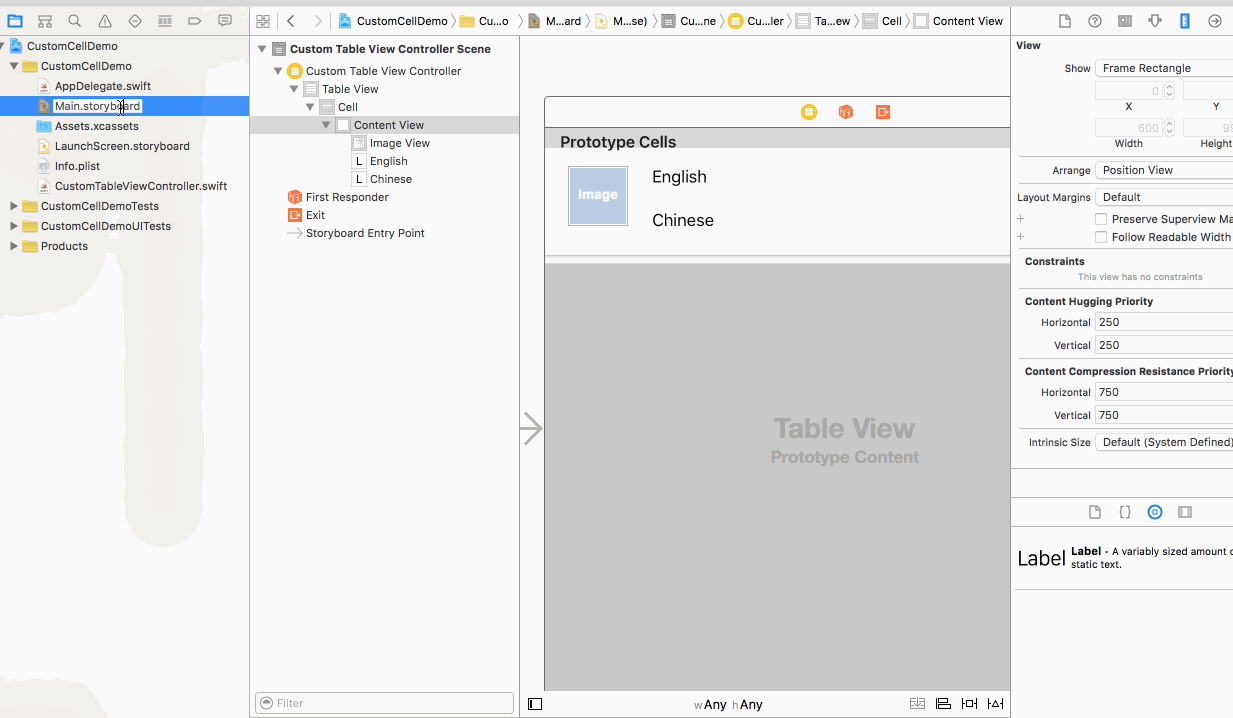 CustomCellDemo
Cu...o
M...ard
M...se)
Cu...ne
Cu...ler
Ta...ew
Cell
Content View
CustomCellDemo
CustomCellDemo
AppDelegate.swift
Main.storyboard
Assets.xcassets
LaunchScreen.storyboard
Info.plist
CustomTableViewController.swift
CustomCellDemoTests
CustomCellDemoUITests
Products
Custom Table View Controller Scene
Custom Table View Controller
Table View
Cell
Content View
Image View
L English
L Chinese
First Responder
Exit
Storyboard Entry Point
Filter
Prototype Cells
Image
English
Chinese
Table View
Prototype Content
wAny hAny
View
Show Frame Rectangle
0
X Y
600 99
Width Height
Arrange Position View
Layout Margins Default
Preserve Superview Ma
Follow Readable Width
Constraints
This view has no constraints
Content Hugging Priority
Horizontal 250
Vertical 250
Content Compression Resistance Priority
Horizontal 750
Vertical 750
Intrinsic Size Default (System Defined)
{}
Label Label - A variably sized amount o
static text.